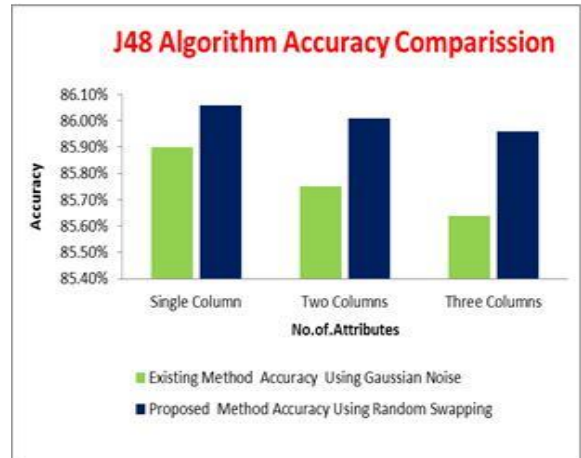 J48 Algorithm Accuracy Comparission
86.10%
86.00%
85.90%
85.80%
85.70%
85.60%
85.50%
85.40%
Accuracy
Single Column
Two Columns
Three Columns
No.of.Attributes
Existing Method Accuracy Using Gaussian Noise
Proposed Method Accuracy Using Random Swapping